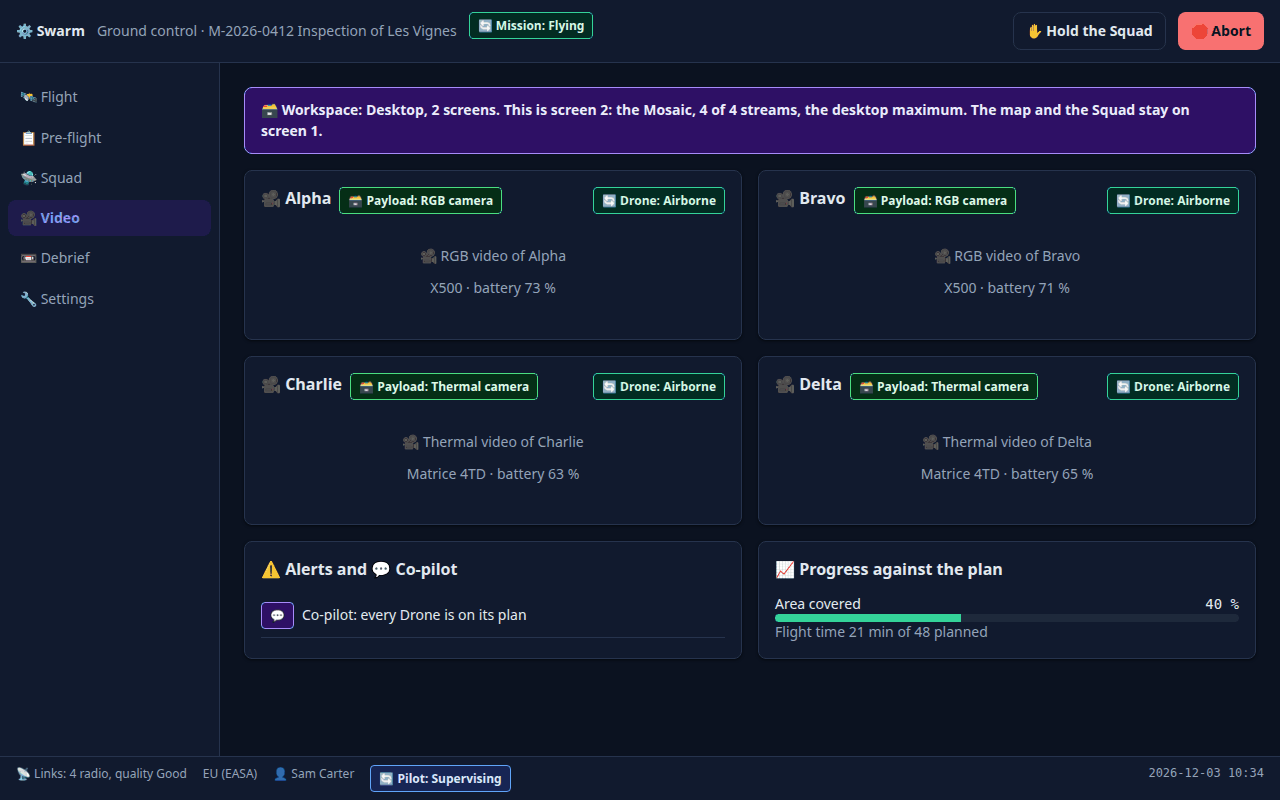 ⚙️ Swarm Ground control · M-2026-0412 Inspection of Les Vignes 🔄 Mission: Flying ✋ Hold the Squad 🛑 Abort
🛰️ Flight
📋 Pre-flight
🛸 Squad
🎥 Video
📼 Debrief
🔧 Settings
🗃️ Workspace: Desktop, 2 screens. This is screen 2: the Mosaic, 4 of 4 streams, the desktop maximum. The map and the Squad stay on
screen 1.
🎥 Alpha 🗃️ Payload: RGB camera 🔄 Drone: Airborne
🎥 RGB video of Alpha
X500 · battery 73 %
🎥 Bravo 🗃️ Payload: RGB camera 🔄 Drone: Airborne
🎥 RGB video of Bravo
X500 · battery 71 %
🎥 Charlie 🗃️ Payload: Thermal camera 🔄 Drone: Airborne
🎥 Thermal video of Charlie
Matrice 4TD · battery 63 %
🎥 Delta 🗃️ Payload: Thermal camera 🔄 Drone: Airborne
🎥 Thermal video of Delta
Matrice 4TD · battery 65 %
⚠️ Alerts and 💬 Co-pilot
💬 Co-pilot: every Drone is on its plan
📈 Progress against the plan
Area covered 40 %
Flight time 21 min of 48 planned
📡 Links: 4 radio, quality Good EU (EASA) 👤 Sam Carter 🔄 Pilot: Supervising 2026-12-03 10:34